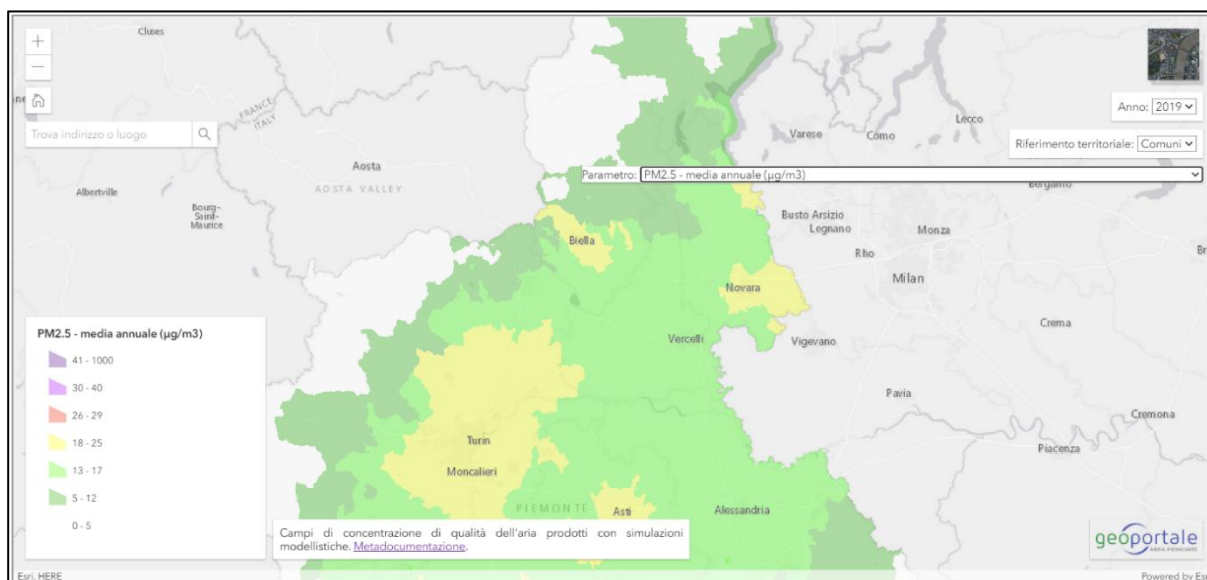 Cluses
+
−
FRANCE
ITALY
Anno: 2019
Trova indirizzo o luogo
Lecco
Varese
Como
Riferimento territoriale: Comuni
Aosta
AOSTA VALLEY
Albertville
Parametro: PM2.5 - media annuale (µg/m3)
Bergamo
Bourg-
Saint-
Maurice
Busto Arsizio
Legnano
Monza
Biella
Rho
Milan
Novara
Crema
PM2.5 - media annuale (µg/m3)
41 - 1000
30 - 40
26 - 29
18 - 25
13 - 17
5 - 12
0 - 5
Vercelli
Vigevano
Pavia
Cremona
Turin
Piacenza
Moncalieri
PIEMONTE
Asti
Alessandria
Campi di concentrazione di qualità dell'aria prodotti con simulazioni
modellistiche. Metadocumentazione.
geoportale
Esri, HERE
Powered by Esri